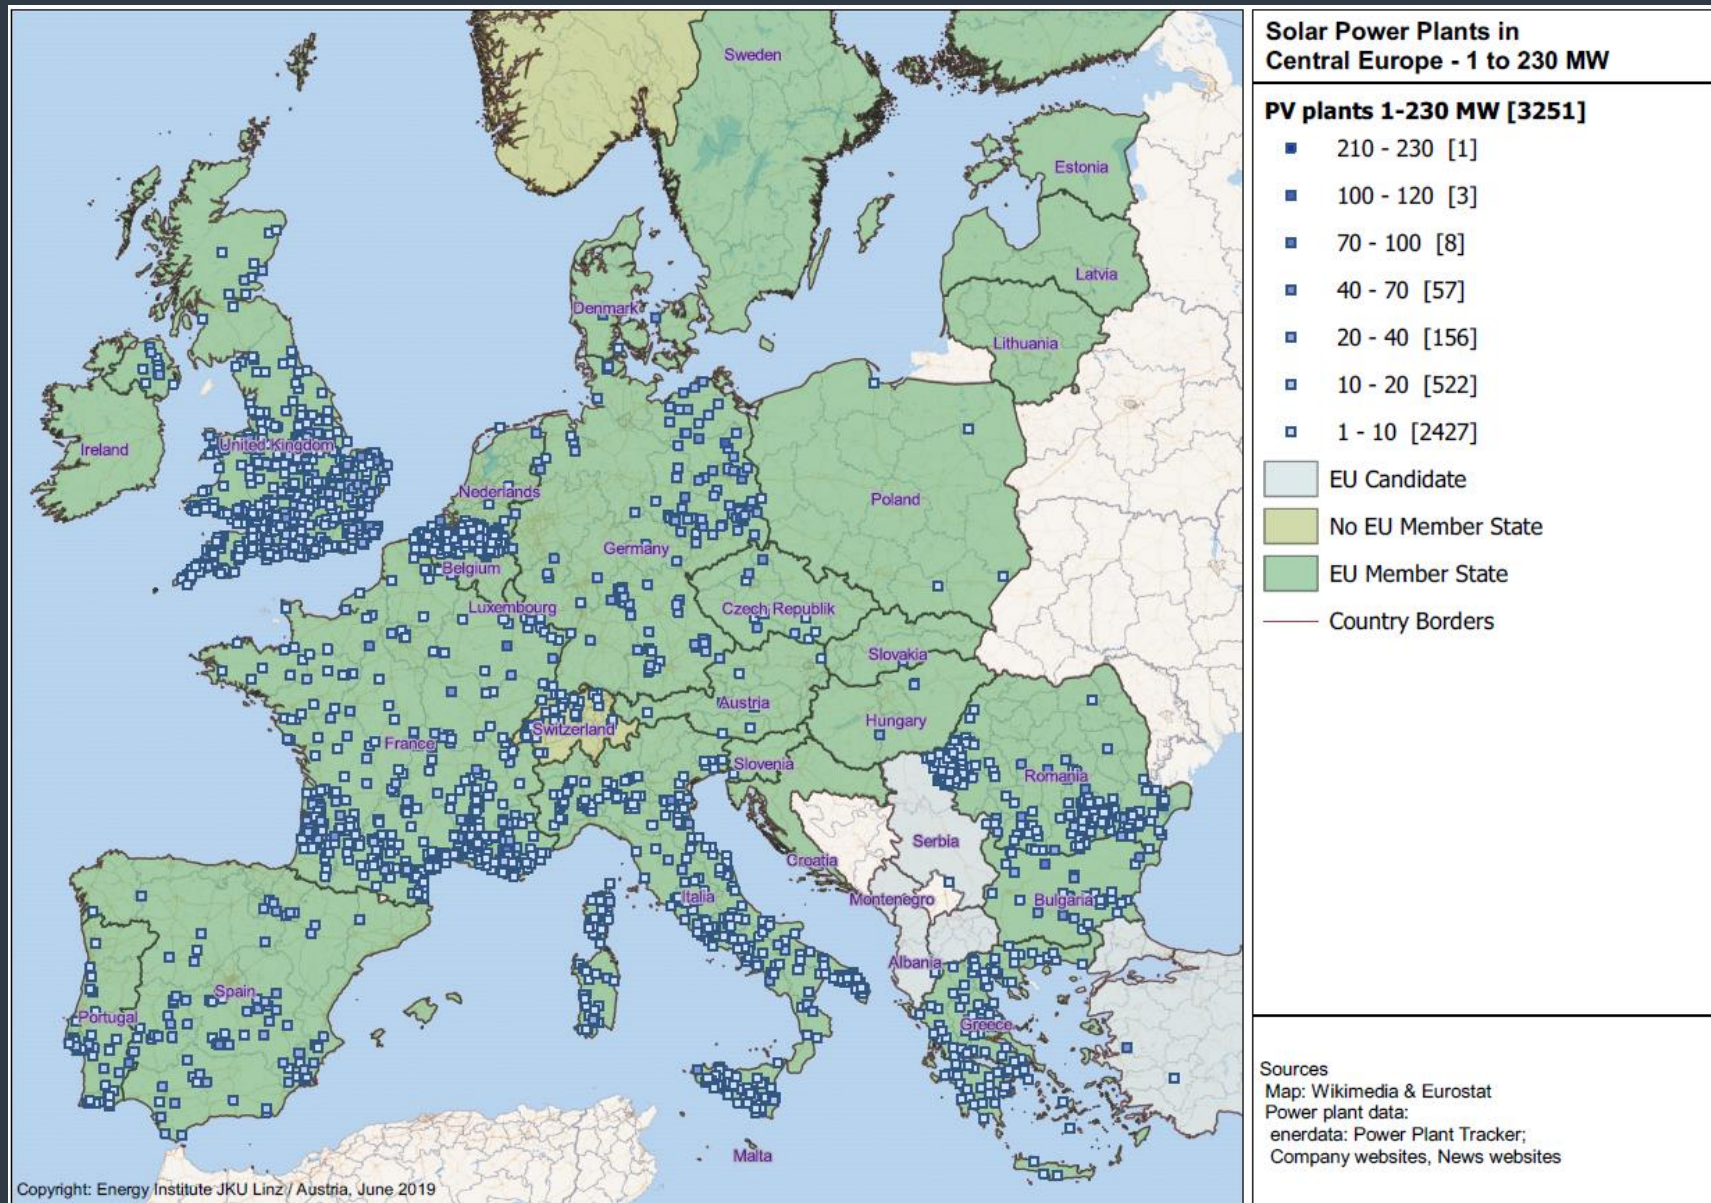 Solar Power Plants in
Central Europe - 1 to 230 MW
PV plants 1-230 MW [3251]
210 - 230 [1]
100 - 120 [3]
70 - 100 [8]
40 - 70 [57]
20 - 40 [156]
10 - 20 [522]
1 - 10 [2427]
EU Candidate
No EU Member State
EU Member State
Country Borders
Sources
Map: Wikimedia & Eurostat
Power plant data:
enerdata: Power Plant Tracker;
Company websites, News websites
Sweden
Estonia
Latvia
Denmark
Lithuania
Ireland
United Kingdom
Nederlands
Poland
Germany
Belgium
Luxembourg
Czech Republik
Slovakia
Austria
Hungary
Switzerland
France
Slovenia
Romania
Serbia
Croatia
Italia
Montenegro
Bulgaria
Albania
Spain
Portugal
Greece
Malta
Copyright: Energy Institute JKU Linz / Austria, June 2019